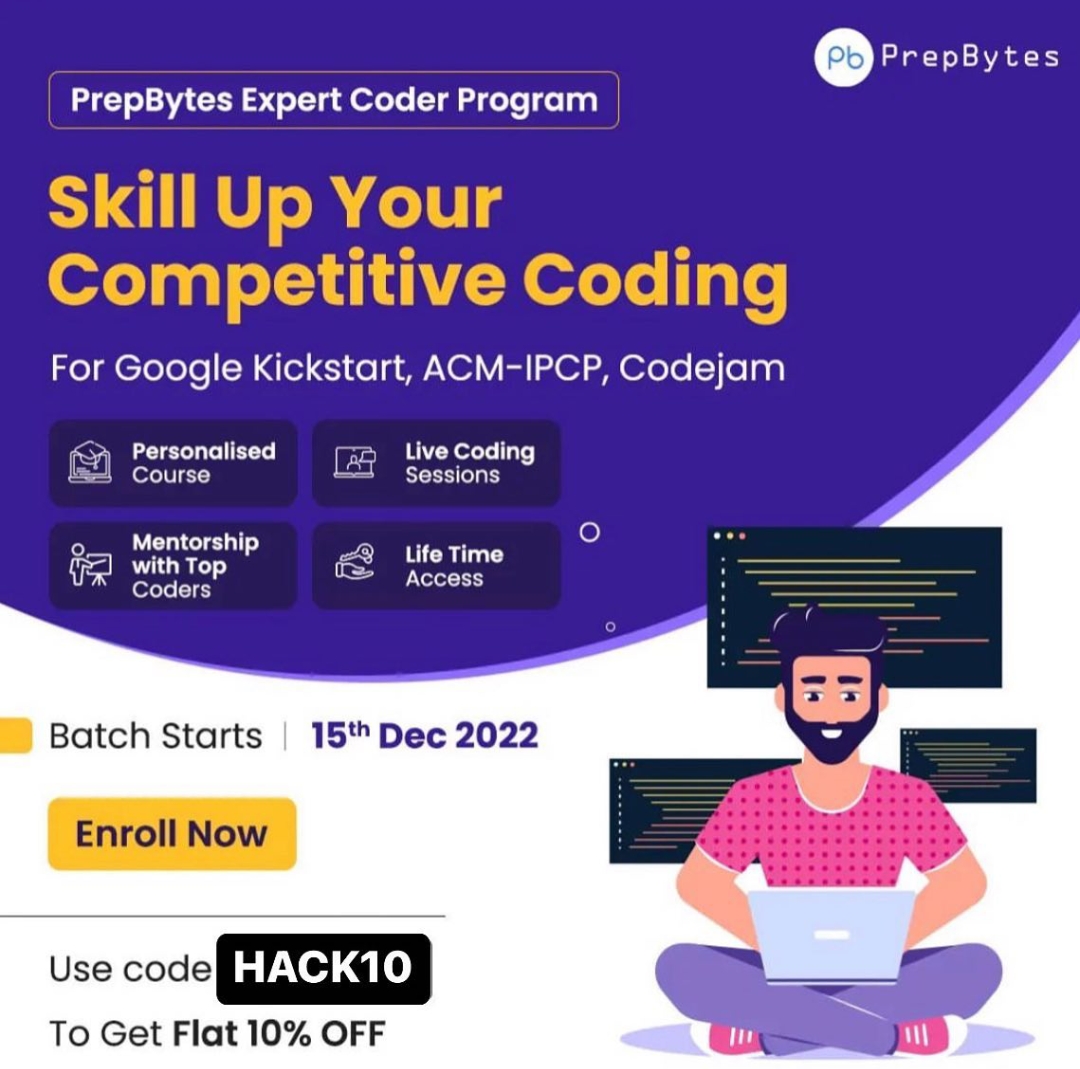 Pb PrepBytes
PrepBytes Expert Coder Program
Skill Up Your
Competitive Coding
For Google Kickstart, ACM-IPCP, Codejam
Personalised
Course
Live Coding
Sessions
Mentorship
with Top
Coders
Life Time
Access
Batch Starts | 15th Dec 2022
Enroll Now
Use code HACK10
To Get Flat 10% OFF